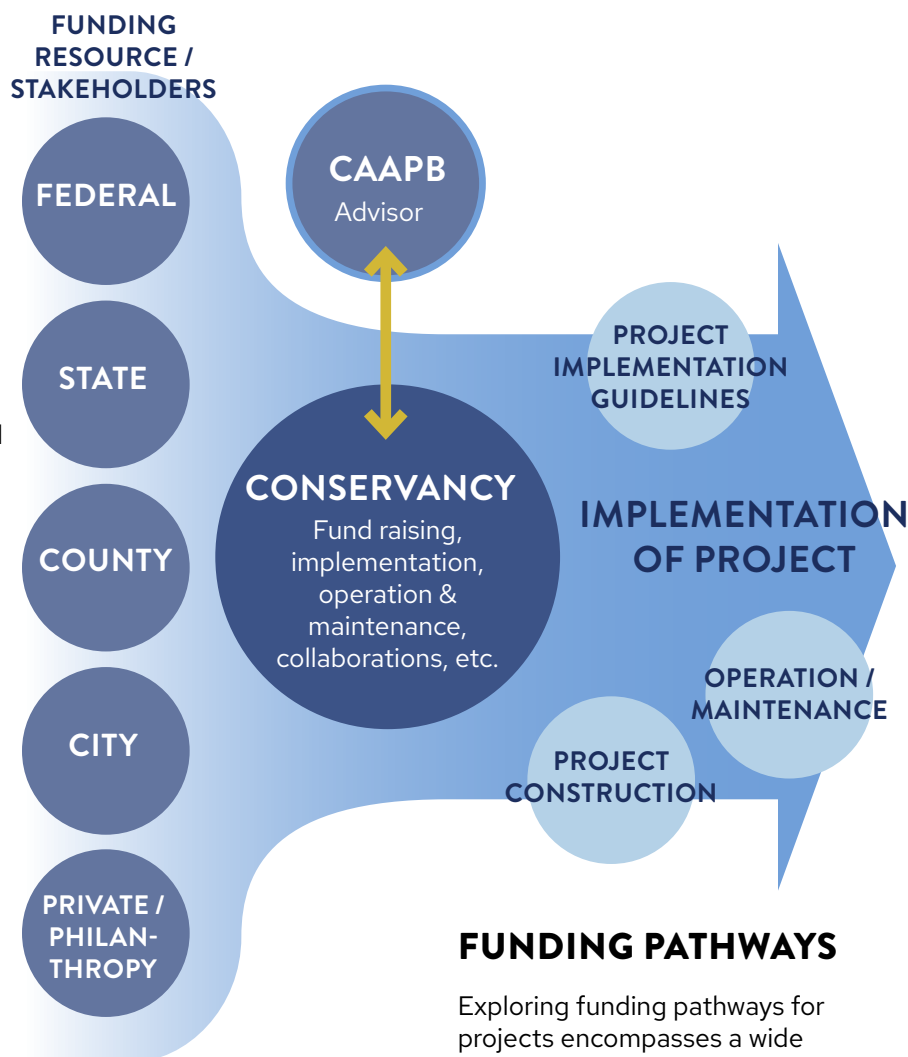 FUNDING
RESOURCE /
STAKEHOLDERS
FEDERAL
STATE
COUNTY
CITY
PRIVATE /
PHILAN-
THROPY
CAAPB
Advisor
CONSERVANCY
Fund raising,
implementation,
operation &
maintenance,
collaborations, etc.
PROJECT
IMPLEMENTATION
GUIDELINES
IMPLEMENTATION
OF PROJECT
OPERATION /
MAINTENANCE
PROJECT
CONSTRUCTION
FUNDING PATHWAYS
Exploring funding pathways for
projects encompasses a wide